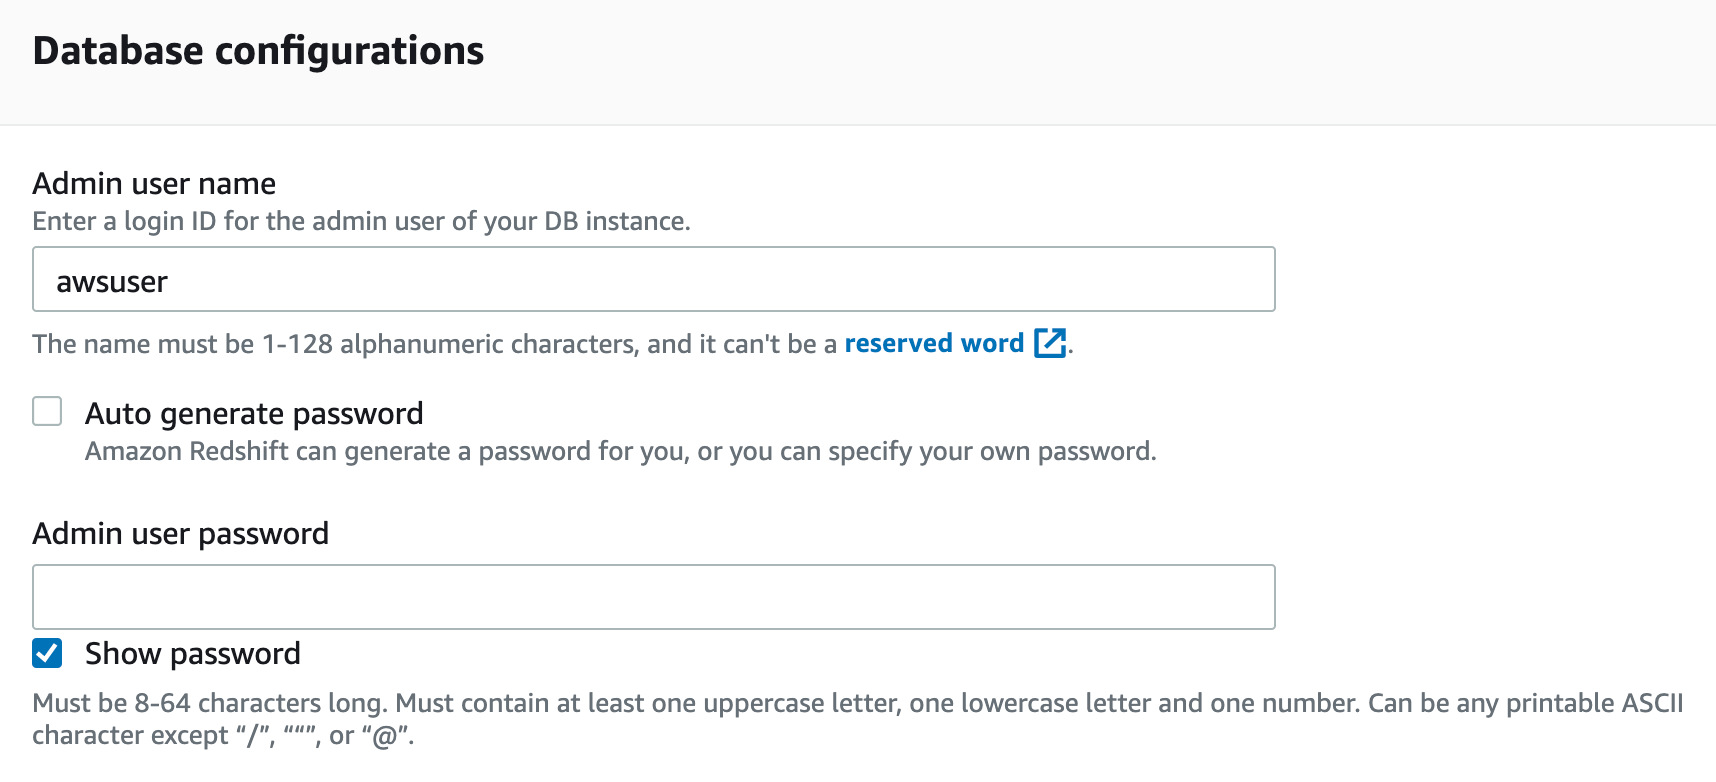 Database configurations
Admin user name
Enter a login ID for the admin user of your DB instance.
awsuser
The name must be 1-128 alphanumeric characters, and it can't be a reserved word.
Auto generate password
Amazon Redshift can generate a password for you, or you can specify your own password.
Admin user password
Show password
Must be 8-64 characters long. Must contain at least one uppercase letter, one lowercase letter and one number. Can be any printable ASCII
character except “/”, “““, or “@”.